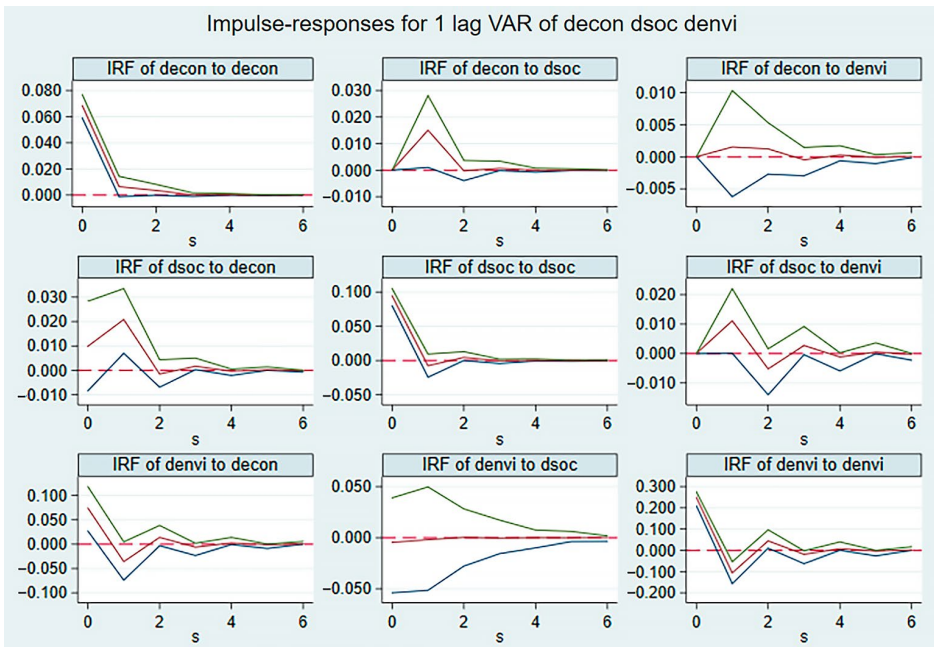 Impulse-responses for 1 lag VAR of decon dsoc denvi
IRF of decon to decon
0.080
0.060
0.040
0.020
0.000
0 2 4 6
s
IRF of decon to dsoc
0.030
0.020
0.010
0.000
−0.010
0 2 4 6
s
IRF of decon to denvi
0.010
0.005
0.000
−0.005
0 2 4 6
s
IRF of dsoc to decon
0.030
0.020
0.010
0.000
−0.010
0 2 4 6
s
IRF of dsoc to dsoc
0.100
0.050
0.000
−0.050
0 2 4 6
s
IRF of dsoc to denvi
0.020
0.010
0.000
−0.010
0 2 4 6
s
IRF of denvi to decon
0.100
0.050
0.000
−0.050
−0.100
0 2 4 6
s
IRF of denvi to dsoc
0.050
0.000
−0.050
0 2 4 6
s
IRF of denvi to denvi
0.300
0.200
0.100
0.000
−0.100
−0.200
0 2 4 6
s